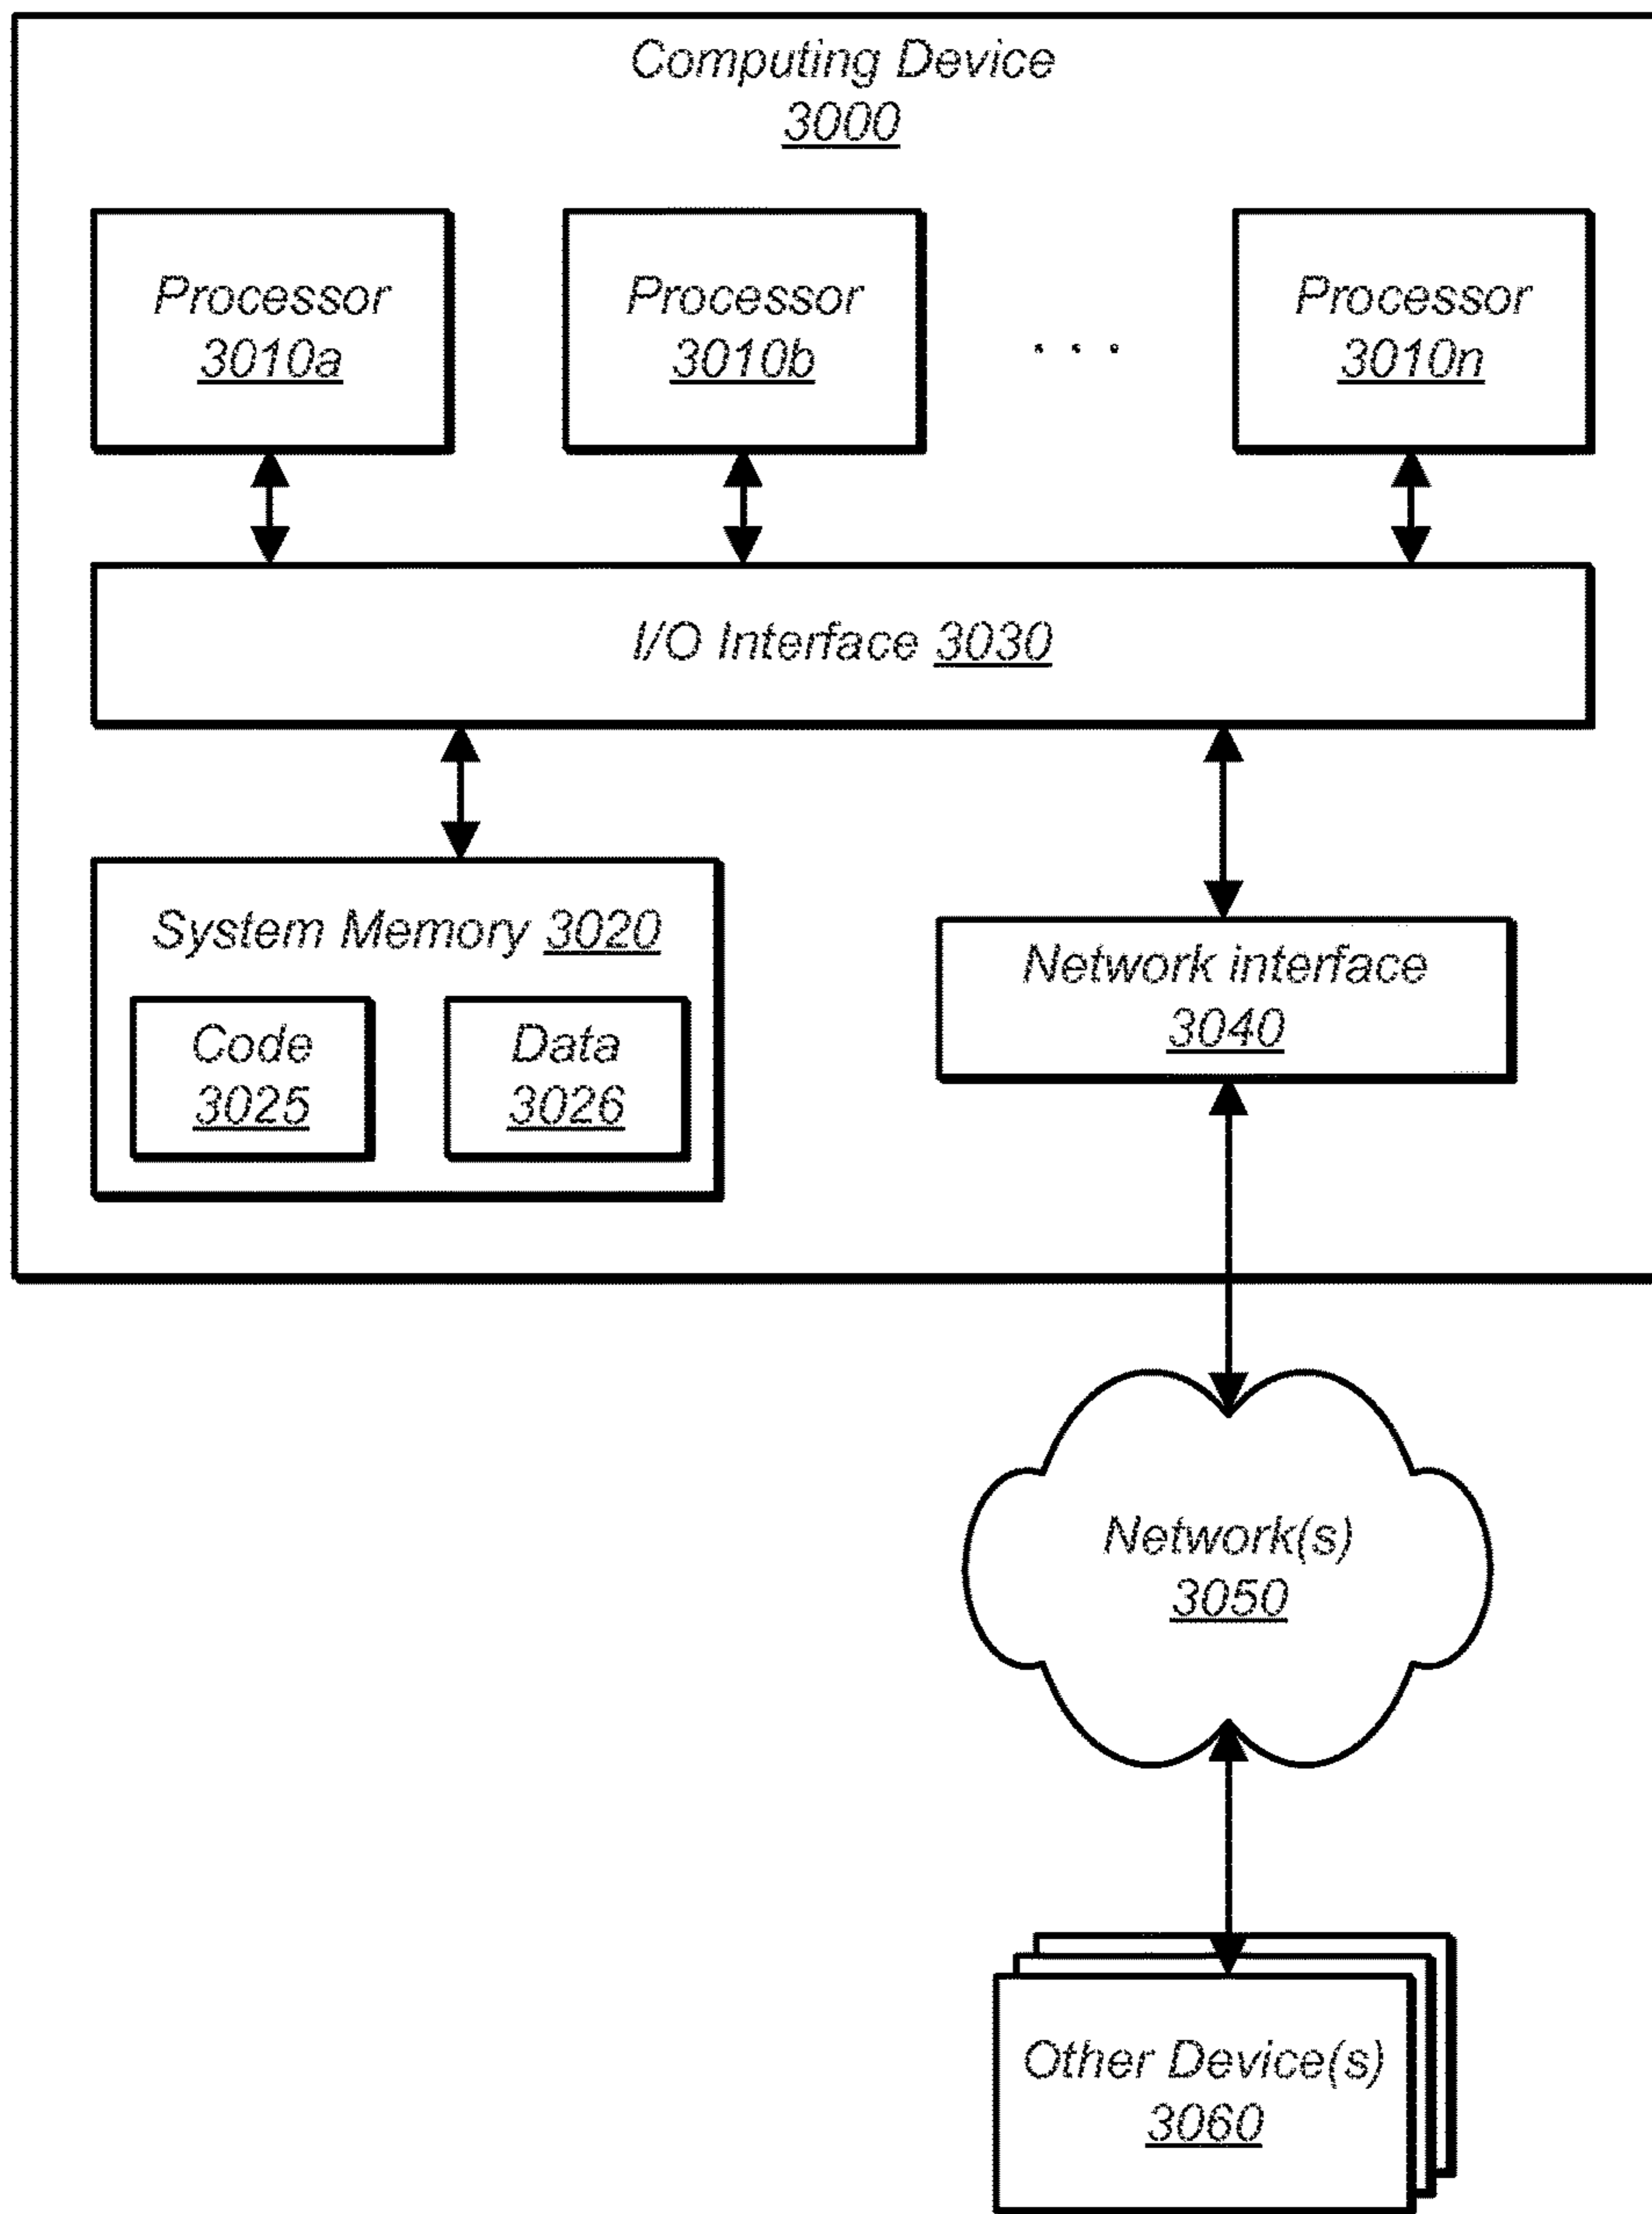 Computing Device
3000
Processor
3010a
Processor
3010b
. . .
Processor
3010n
I/O Interface 3030
System Memory 3020
Code
3025
Data
3026
Network interface
3040
Network(s)
3050
Other Device(s)
3060